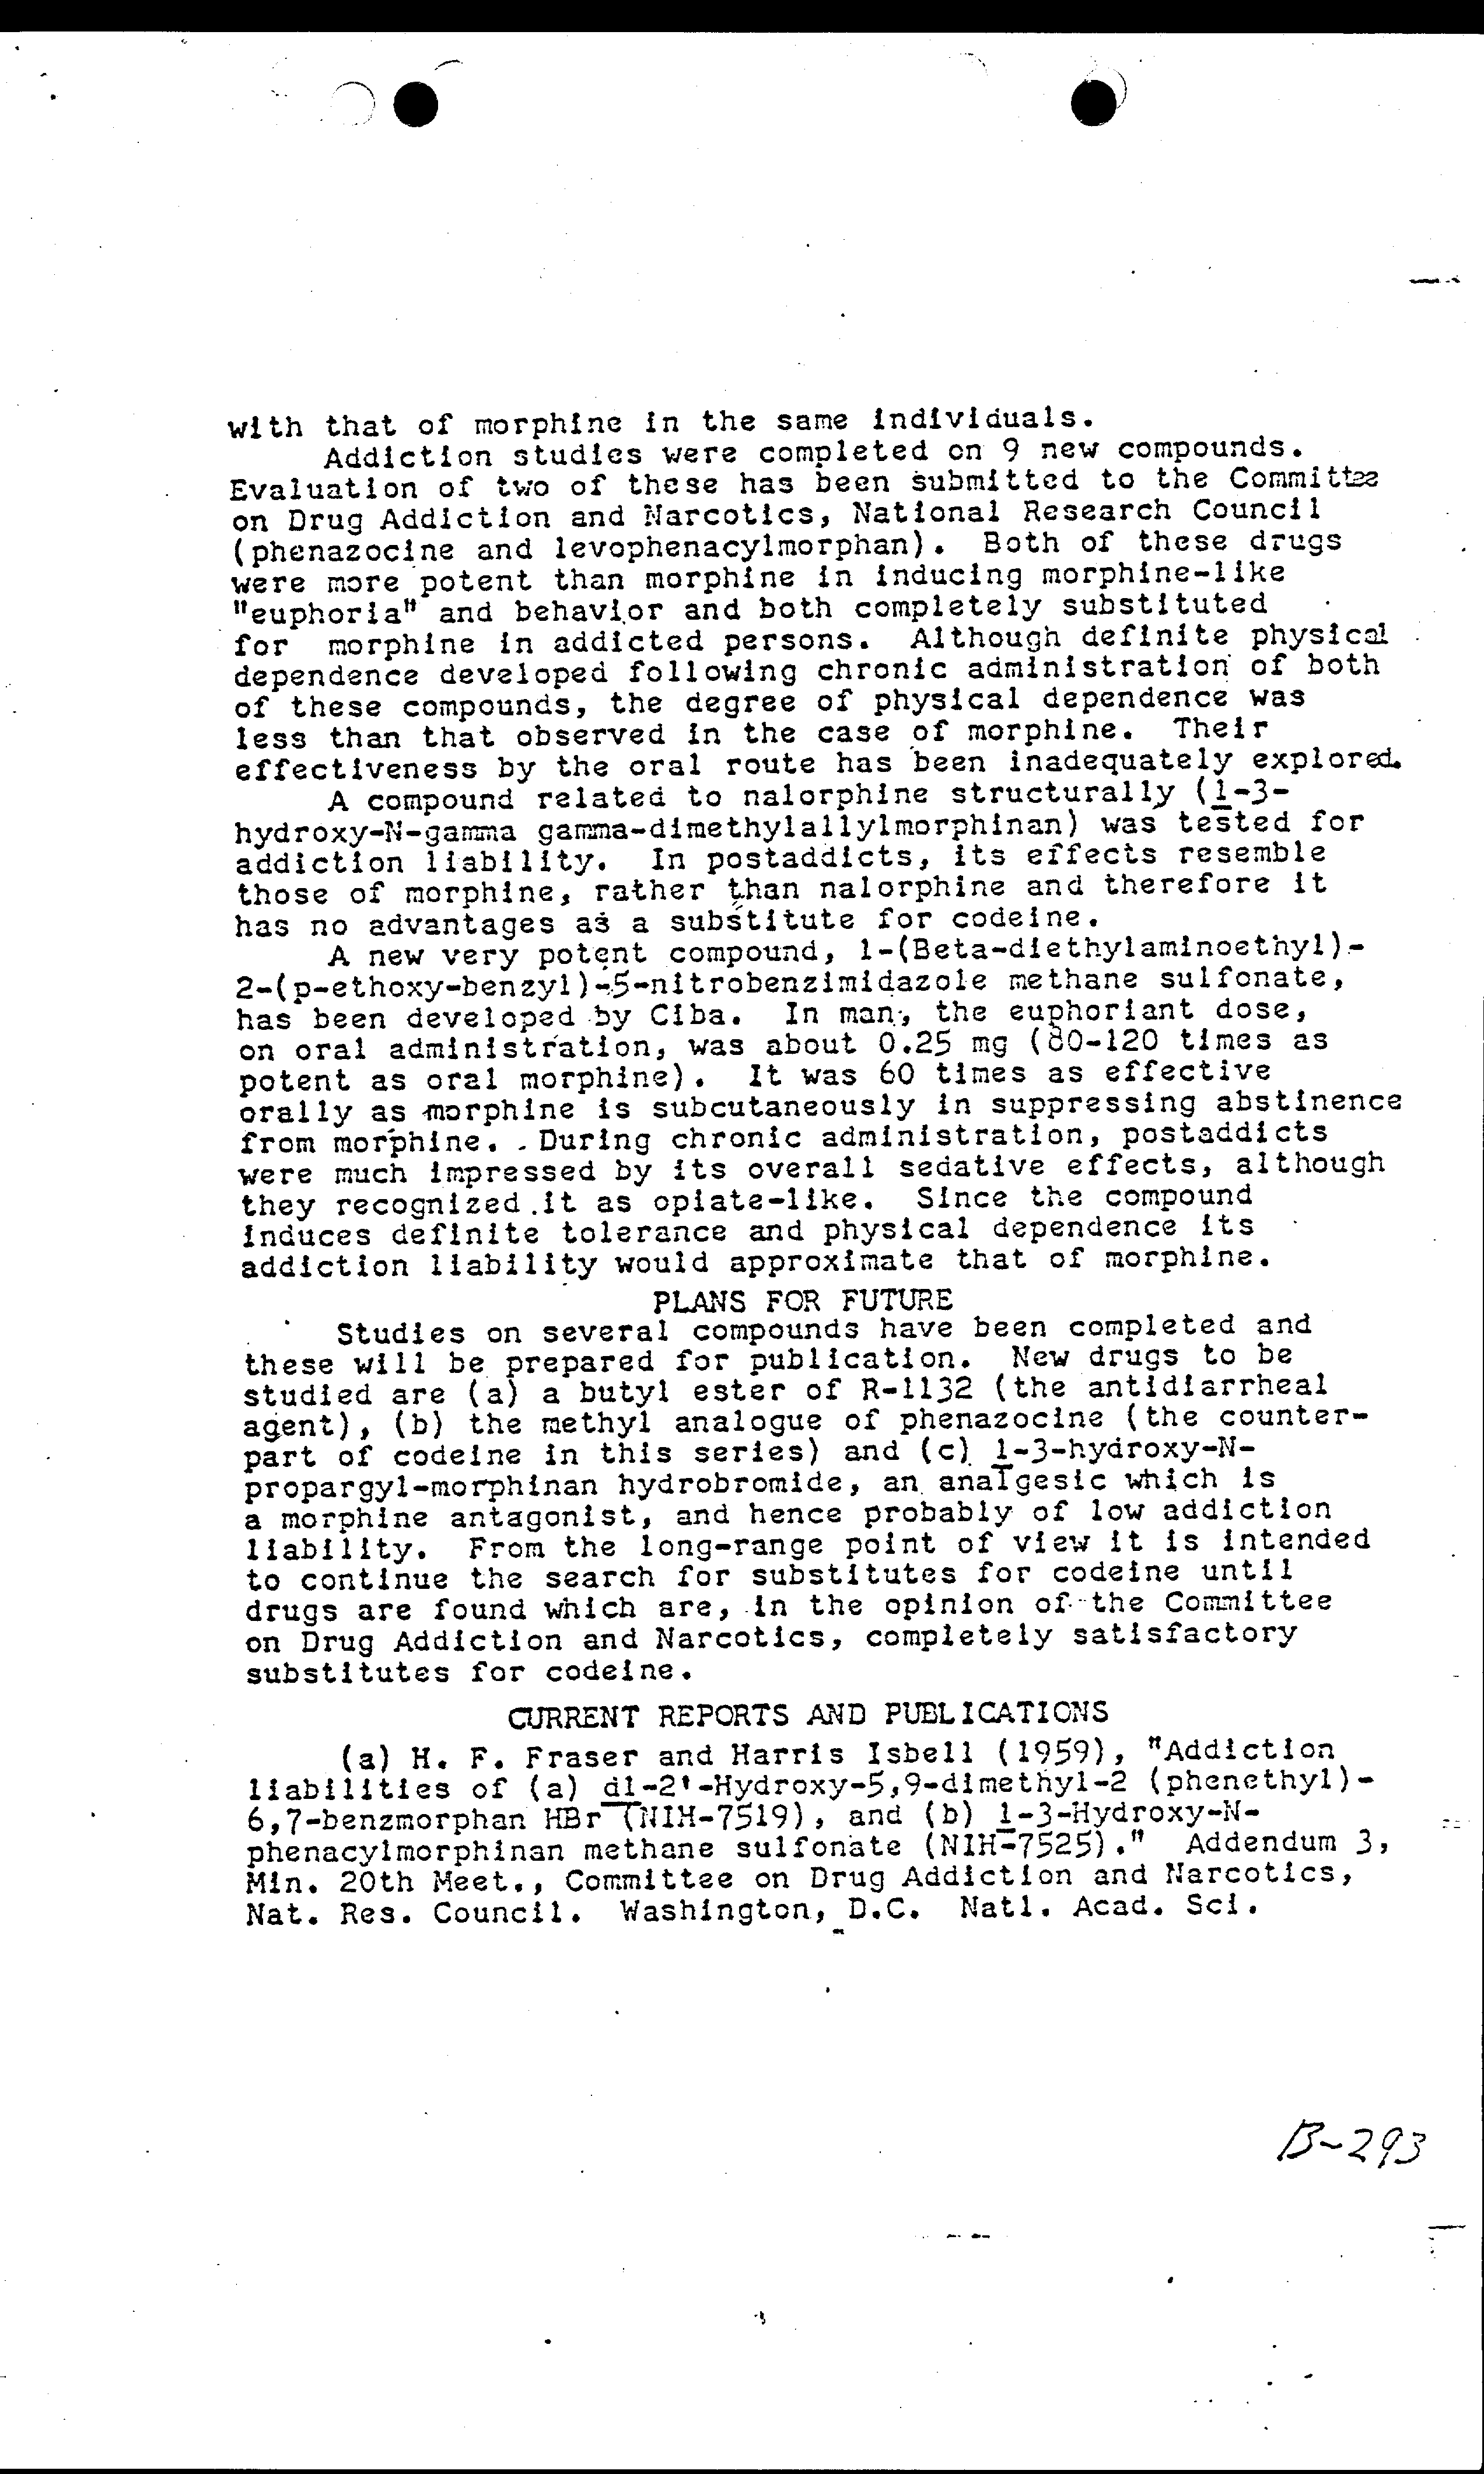 with that of morphine in the same individuals.
Addiction studies were completed on 9 new compounds.
Evaluation of two of these has been submitted to the Committee
on Drug Addiction and Narcotics, National Research Council
(phenazocine and levophenacylmorphan). Both of these drugs
were more potent than morphine in inducing morphine-like
"euphoria" and behavior and both completely substituted
for morphine in addicted persons. Although definite physical
dependence developed following chronic administration of both
of these compounds, the degree of physical dependence was
less than that observed in the case of morphine. Their
effectiveness by the oral route has been inadequately explored.
A compound related to nalorphine structurally (l-3-
hydroxy-N-gamma gamma-dimethylallylmorphinan) was tested for
addiction liability. In postaddicts, its effects resemble
those of morphine, rather than nalorphine and therefore it
has no advantages as a substitute for codeine.
A new very potent compound, 1-(Beta-diethylaminoethyl)-
2-(p-ethoxy-benzyl)-5-nitrobenzimidazole methane sulfonate,
has been developed by Ciba. In man, the euphoriant dose,
on oral administration, was about 0.25 mg (80-120 times as
potent as oral morphine). It was 60 times as effective
orally as morphine is subcutaneously in suppressing abstinence
from morphine. During chronic administration, postaddicts
were much impressed by its overall sedative effects, although
they recognized it as opiate-like. Since the compound
induces definite tolerance and physical dependence its
addiction liability would approximate that of morphine.
PLANS FOR FUTURE
Studies on several compounds have been completed and
these will be prepared for publication. New drugs to be
studied are (a) a butyl ester of R-1132 (the antidiarrheal
agent), (b) the methyl analogue of phenazocine (the counter-
part of codeine in this series) and (c) l-3-hydroxy-N-
propargyl-morphinan hydrobromide, an analgesic which is
a morphine antagonist, and hence probably of low addiction
liability. From the long-range point of view it is intended
to continue the search for substitutes for codeine until
drugs are found which are, in the opinion of the Committee
on Drug Addiction and Narcotics, completely satisfactory
substitutes for codeine.
CURRENT REPORTS AND PUBLICATIONS
(a) H. F. Fraser and Harris Isbell (1959), "Addiction
liabilities of (a) dl-2'-Hydroxy-5,9-dimethyl-2 (phenethyl)-
6,7-benzmorphan HBr (NIH-7519), and (b) l-3-Hydroxy-N-
phenacylmorphinan methane sulfonate (NIH-7525)." Addendum 3,
Min. 20th Meet., Committee on Drug Addiction and Narcotics,
Nat. Res. Council. Washington, D.C. Natl. Acad. Sci.
B-293